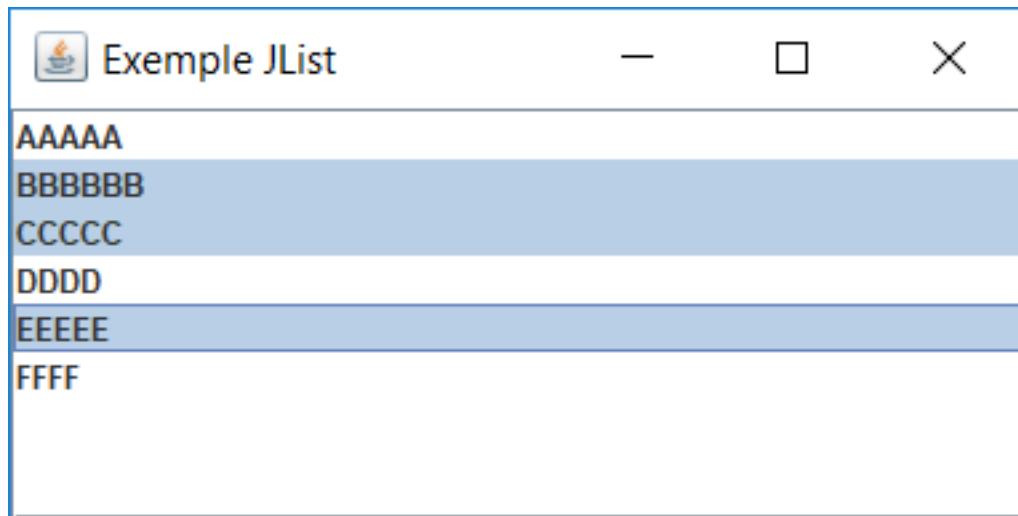 Exemple JList
AAAAA
BBBBBB
CCCCC
DDDD
EEEEE
FFFF